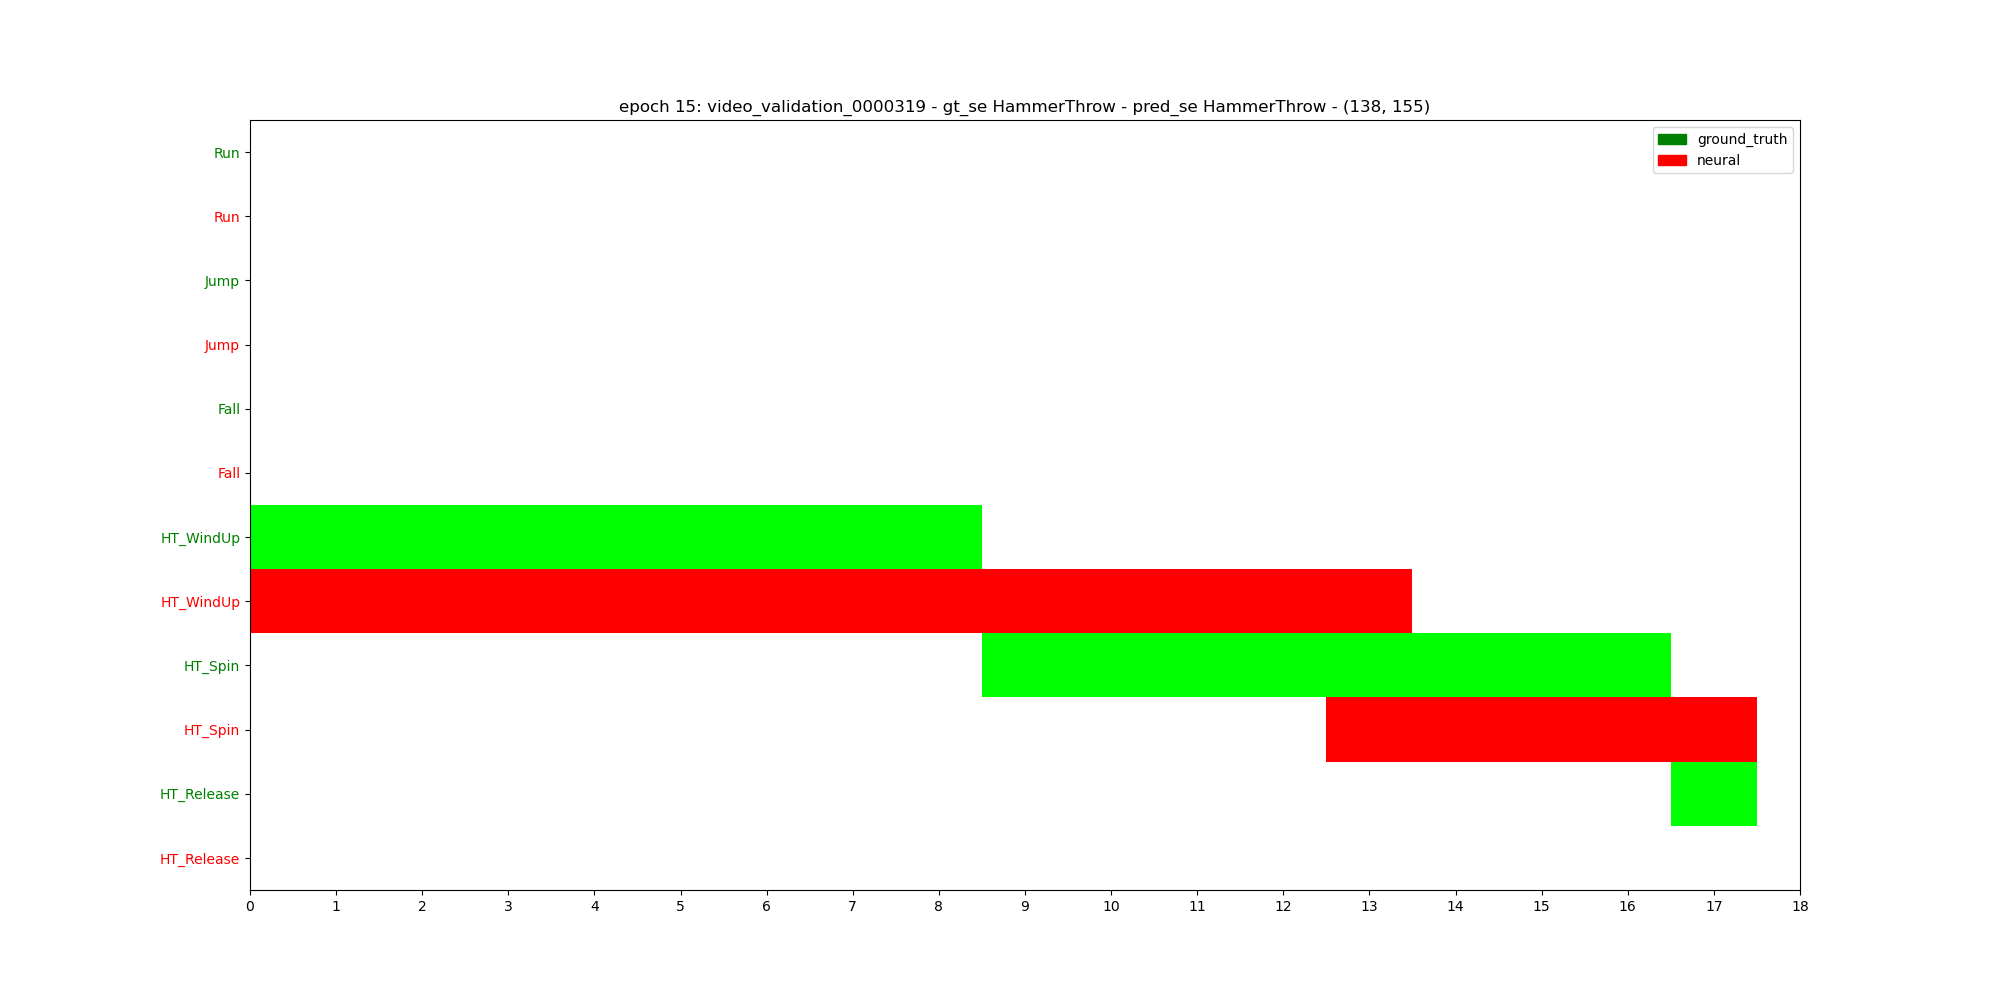 epoch 15: video_validation_0000319 - gt_se HammerThrow - pred_se HammerThrow - (138, 155)
ground_truth
neural
Run
Run
Jump
Jump
Fall
Fall
HT_WindUp
HT_WindUp
HT_Spin
HT_Spin
HT_Release
HT_Release
0 1 2 3 4 5 6 7 8 9 10 11 12 13 14 15 16 17 18